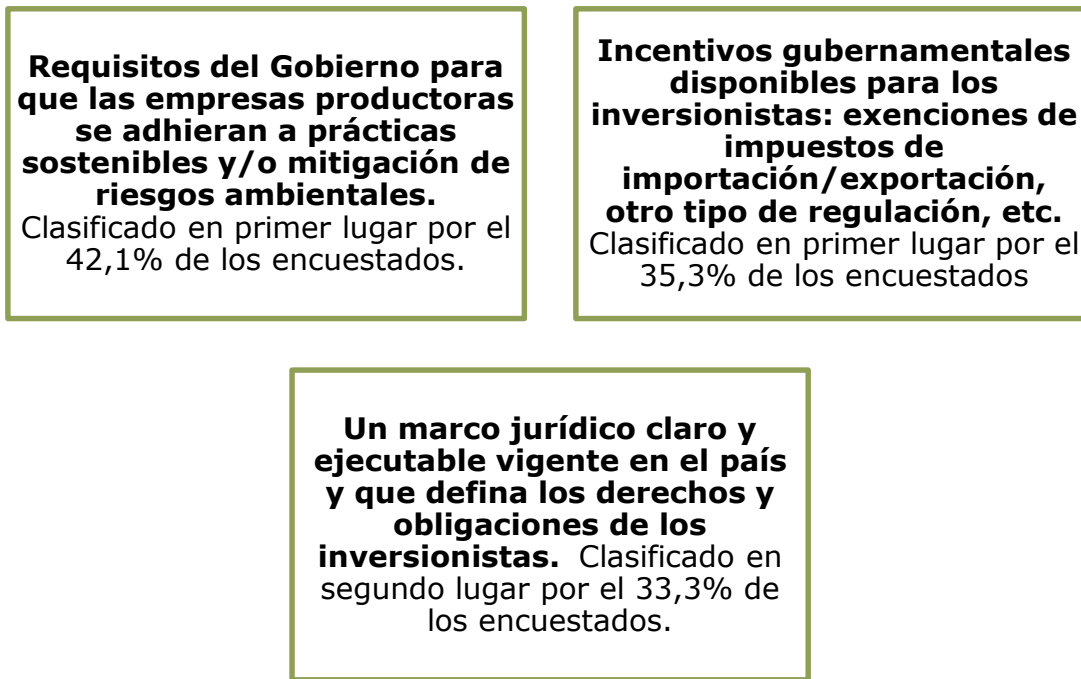 Requisitos del Gobierno para
que las empresas productoras
se adhieran a prácticas
sostenibles y/o mitigación de
riesgos ambientales.
Clasificado en primer lugar por el
42,1% de los encuestados.
Incentivos gubernamentales
disponibles para los
inversionistas: exenciones de
impuestos de
importación/exportación,
otro tipo de regulación, etc.
Clasificado en primer lugar por el
35,3% de los encuestados
Un marco jurídico claro y
ejecutable vigente en el país
y que defina los derechos y
obligaciones de los
inversionistas.  Clasificado en
segundo lugar por el 33,3% de
los encuestados.